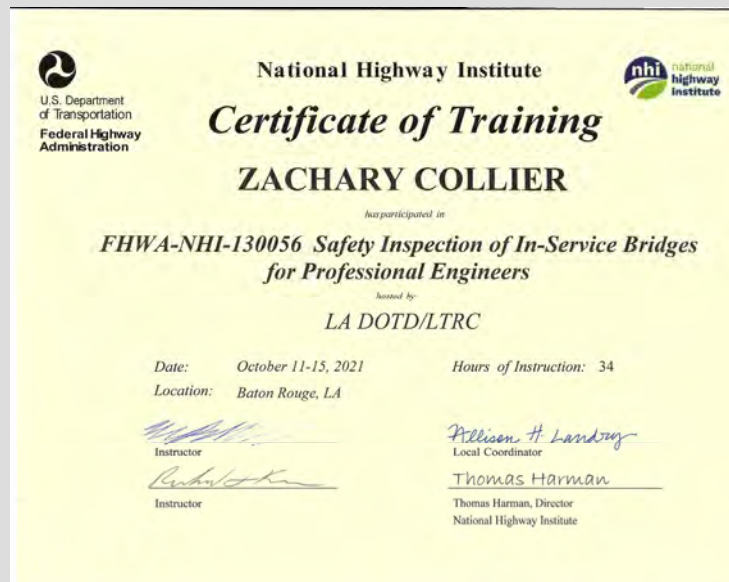 U.S. Department
of Transportation
Federal Highway
Administration
National Highway Institute
nhi national
highway
institute
Certificate of Training
ZACHARY COLLIER
has participated in
FHWA-NHI-130056 Safety Inspection of In-Service Bridges
for Professional Engineers
hosted by
LA DOTD/LTRC
Date: October 11-15, 2021
Hours of Instruction: 34
Location: Baton Rouge, LA
Instructor
Allison H. Landry
Local Coordinator
Instructor
Thomas Harman
Thomas Harman, Director
National Highway Institute